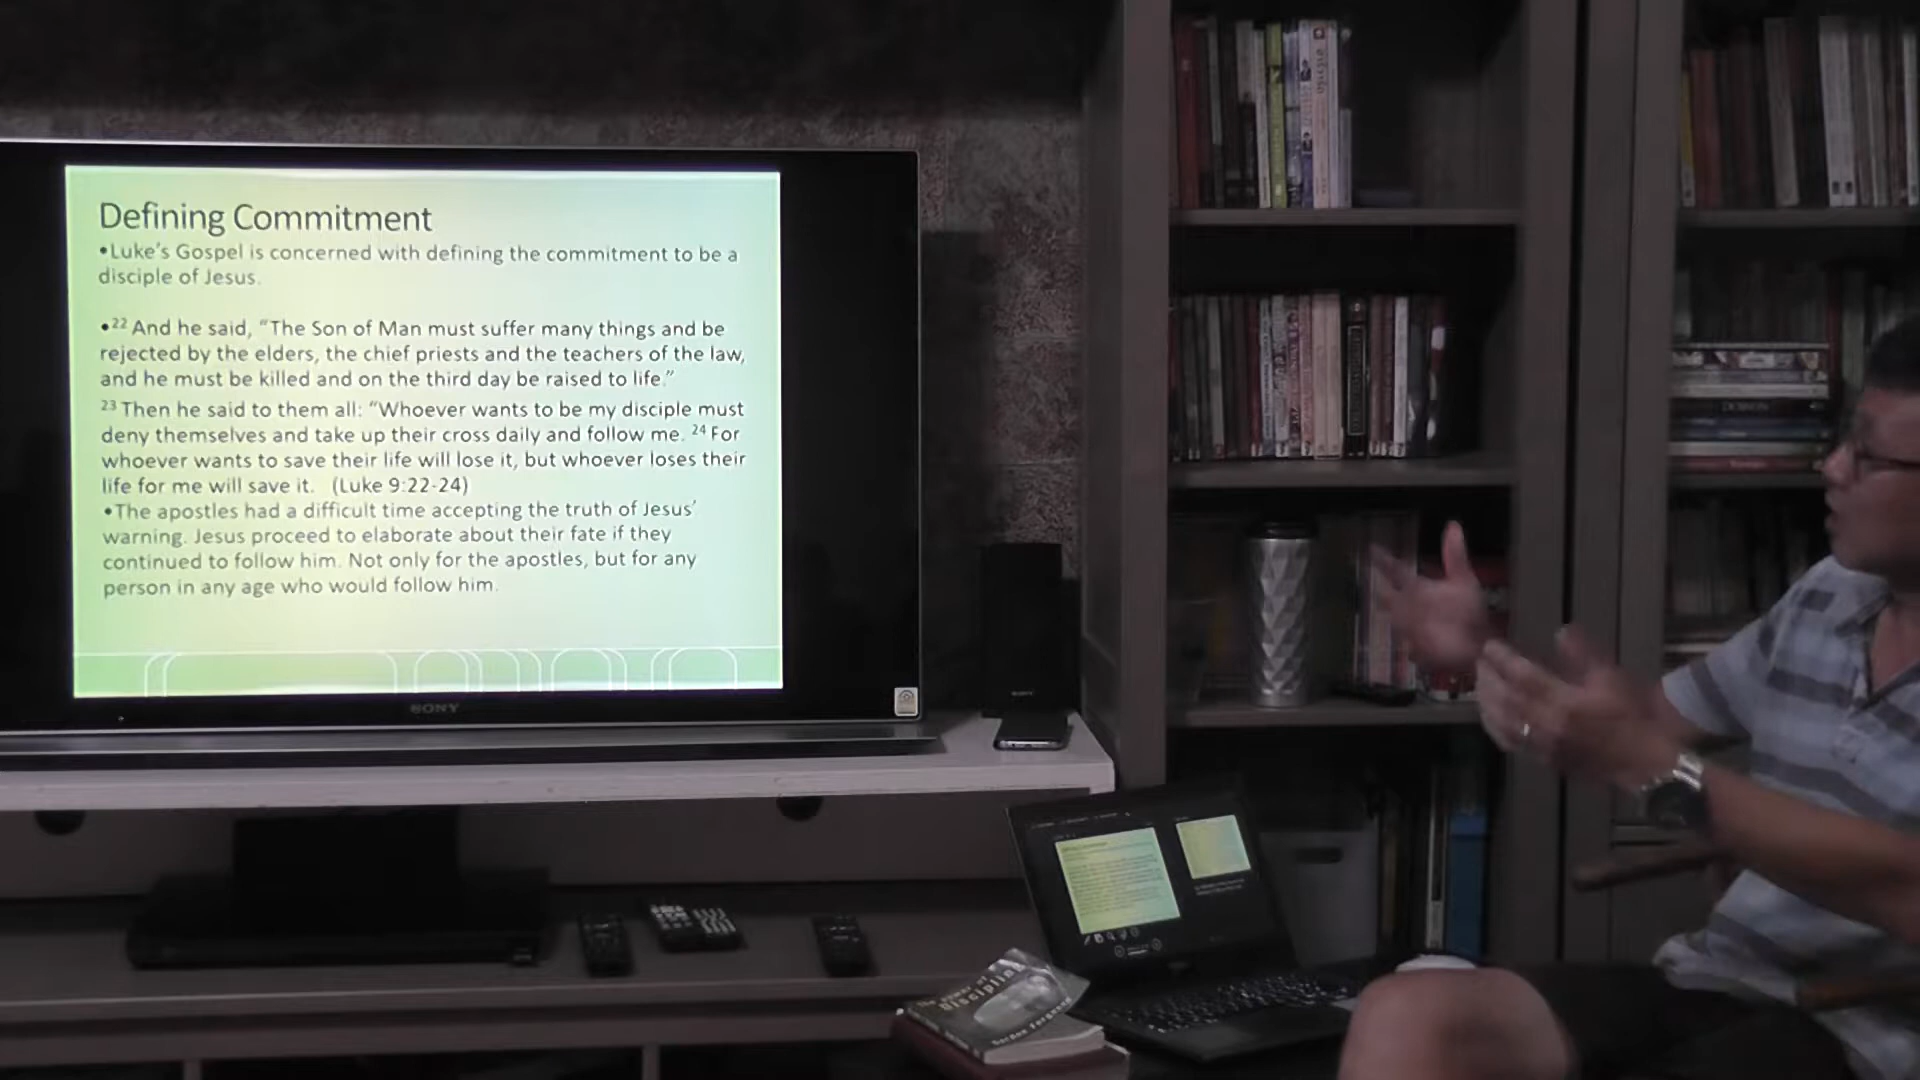 Defining Commitment
•Luke's Gospel is concerned with defining the commitment to be a
disciple of Jesus.
•22 And he said, "The Son of Man must suffer many things and be
rejected by the elders, the chief priests and the teachers of the law,
and he must be killed and on the third day be raised to life."
23 Then he said to them all: "Whoever wants to be my disciple must
deny themselves and take up their cross daily and follow me. 24 For
whoever wants to save their life will lose it, but whoever loses their
life for me will save it. (Luke 9:22-24)
•The apostles had a difficult time accepting the truth of Jesus'
warning. Jesus proceed to elaborate about their fate if they
continued to follow him. Not only for the apostles, but for any
person in any age who would follow him.
SONY
SONY
The Power of
Discipling
Gordon Ferguson